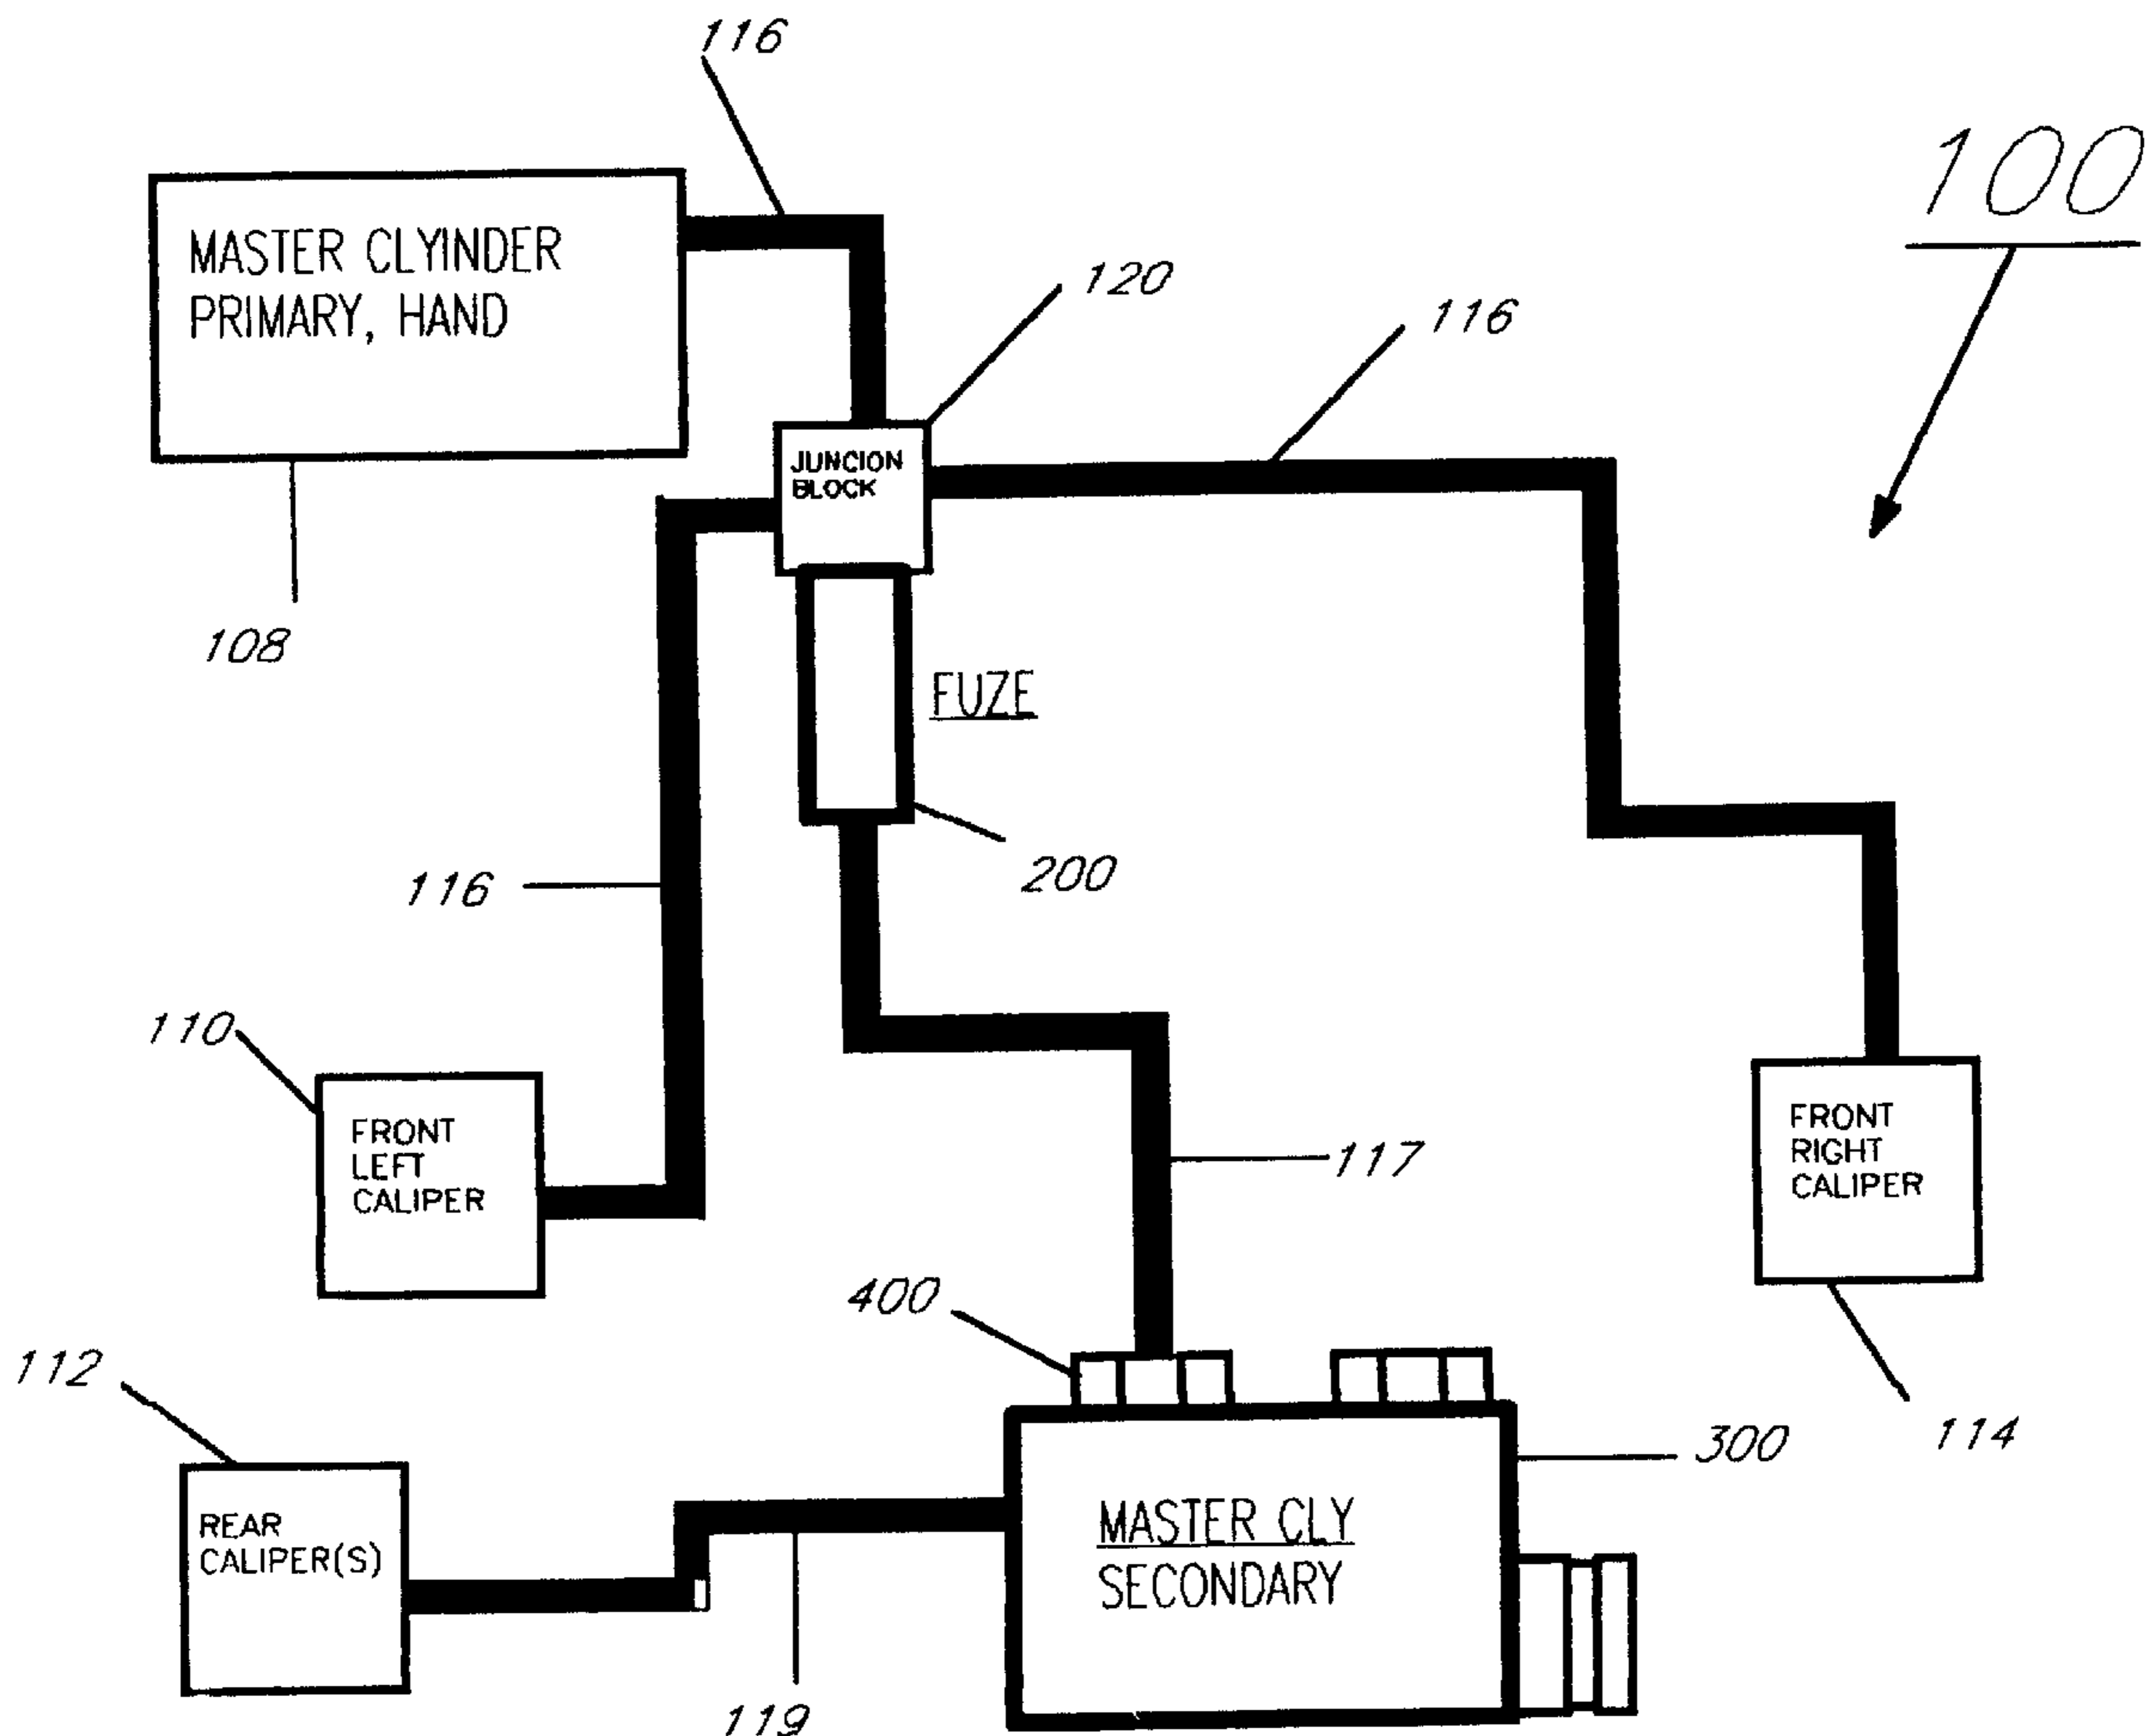 116
100
MASTER CLYINDER
PRIMARY, HAND
120
116
JUNCION
BLOCK
108
FUZE
116
200
110
FRONT
LEFT
CALIPER
117
FRONT
RIGHT
CALIPER
400
112
114
300
REAR
CALIPER(S)
MASTER CLY
SECONDARY
119